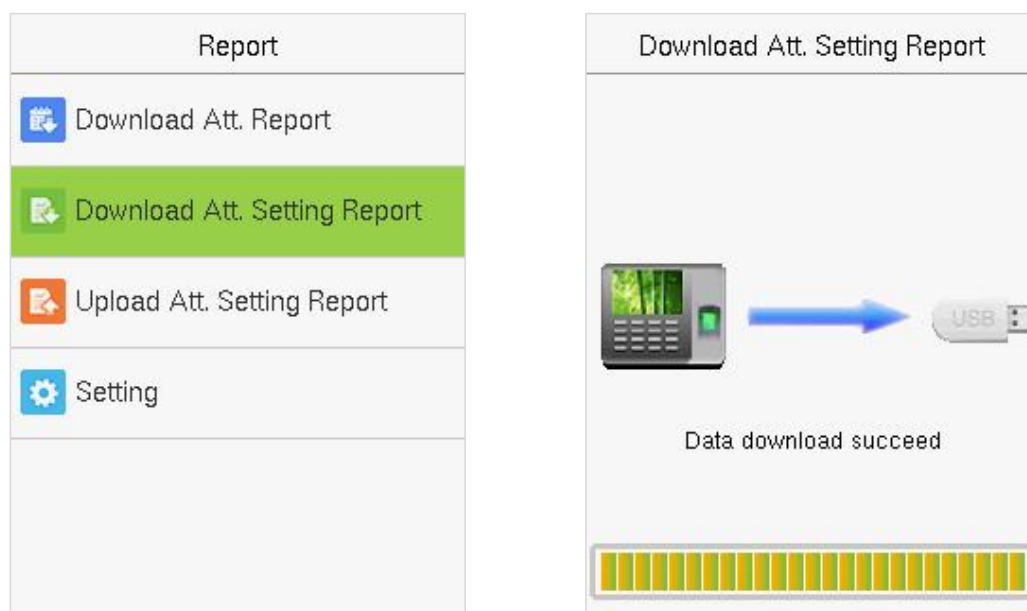 Report
Download Att. Report
Download Att. Setting Report
Upload Att. Setting Report
Setting
Download Att. Setting Report
USB
Data download succeed